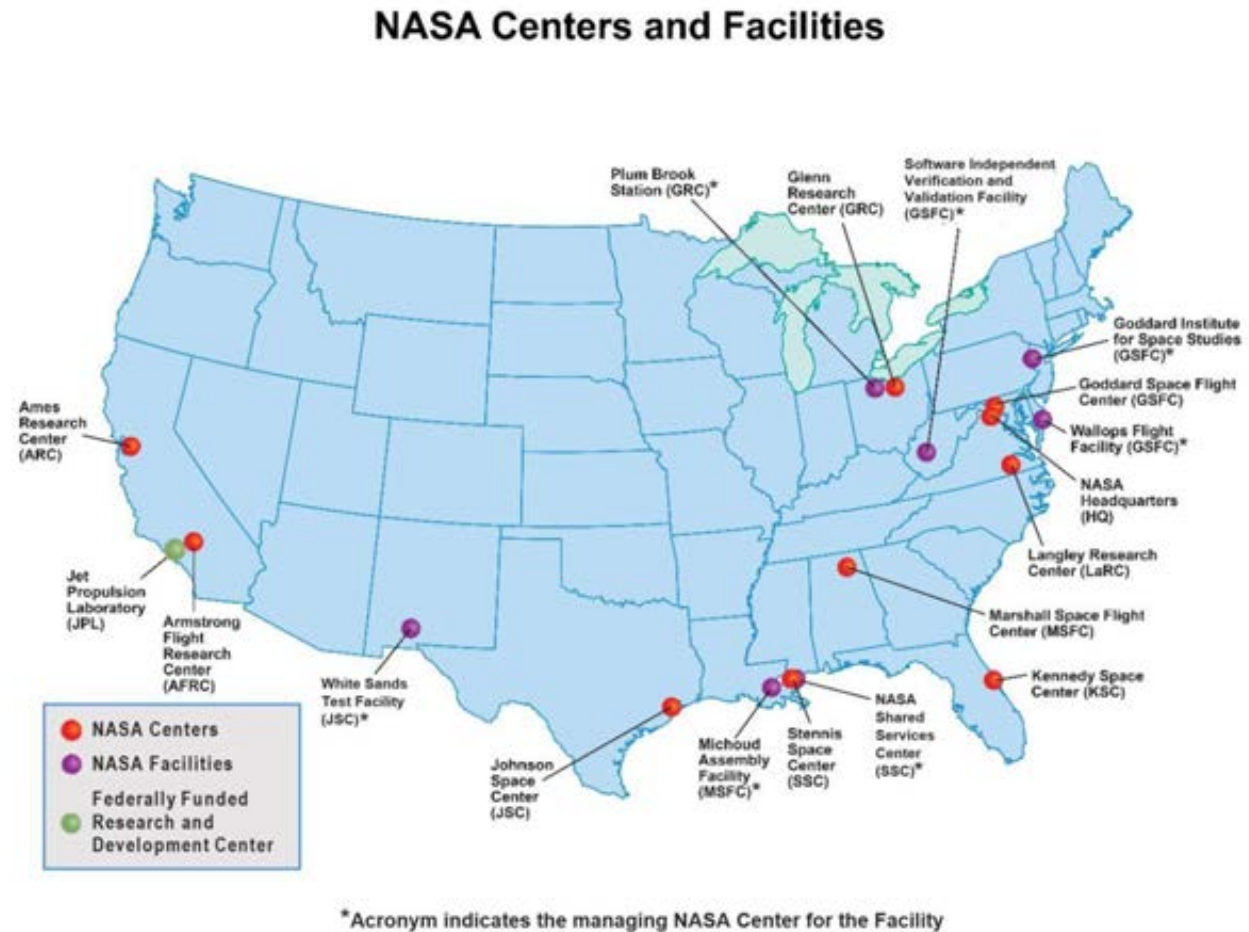 NASA Centers and Facilities
Plum Brook
Station (GRC)*
Glenn
Research
Center (GRC)
Software Independent
Verification and
Validation Facility
(GSFC)*
Goddard Institute
for Space Studies
(GSFC)*
Goddard Space Flight
Center (GSFC)
Wallops Flight
Facility (GSFC)*
NASA
Headquarters
(HQ)
Langley Research
Center (LaRC)
Marshall Space Flight
Center (MSFC)
Kennedy Space
Center (KSC)
NASA
Shared
Services
Center
(SSC)*
Stennis
Space
Center
(SSC)
Michoud
Assembly
Facility
(MSFC)*
Johnson
Space
Center
(JSC)
White Sands
Test Facility
(JSC)*
Armstrong
Flight
Research
Center
(AFRC)
Jet
Propulsion
Laboratory
(JPL)
Ames
Research
Center
(ARC)
NASA Centers
NASA Facilities
Federally Funded
Research and
Development Center
*Acronym indicates the managing NASA Center for the Facility